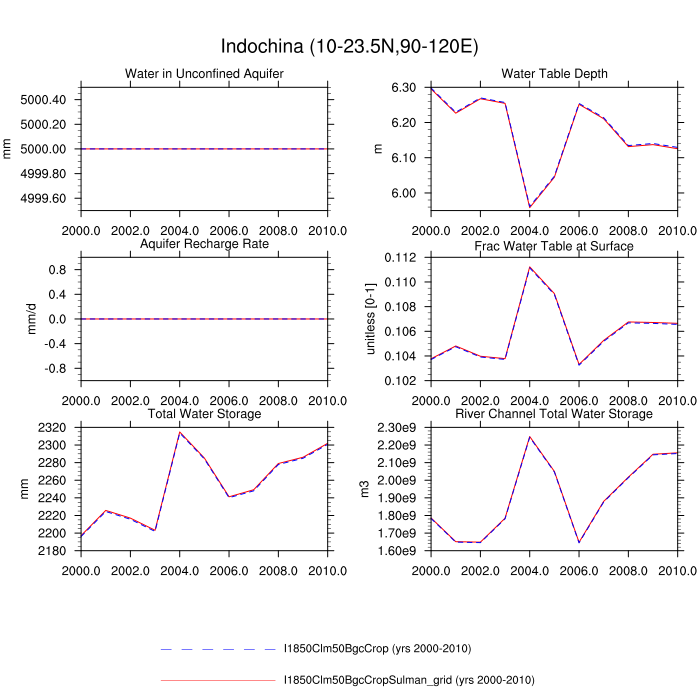 Indochina (10-23.5N,90-120E)
Water in Unconfined Aquifer
Water Table Depth
5000.40
5000.20
5000.00
4999.80
4999.60
mm
2000.0 2002.0 2004.0 2006.0 2008.0 2010.0
6.30
6.20
6.10
6.00
m
2000.0 2002.0 2004.0 2006.0 2008.0 2010.0
Aquifer Recharge Rate
Frac Water Table at Surface
0.8
0.4
0.0
-0.4
-0.8
mm/d
2000.0 2002.0 2004.0 2006.0 2008.0 2010.0
0.112
0.110
0.108
0.106
0.104
0.102
unitless [0-1]
2000.0 2002.0 2004.0 2006.0 2008.0 2010.0
Total Water Storage
River Channel Total Water Storage
2320
2300
2280
2260
2240
2220
2200
2180
mm
2000.0 2002.0 2004.0 2006.0 2008.0 2010.0
2.30e9
2.20e9
2.10e9
2.00e9
1.90e9
1.80e9
1.70e9
1.60e9
m3
2000.0 2002.0 2004.0 2006.0 2008.0 2010.0
I1850Clm50BgcCrop (yrs 2000-2010)
I1850Clm50BgcCropSulman_grid (yrs 2000-2010)